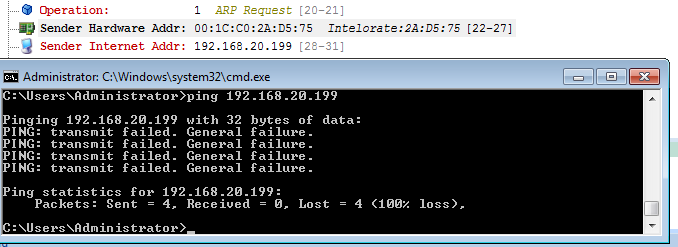 Operation: 1 ARP Request [20-21]
Sender Hardware Addr: 00:1C:C0:2A:D5:75 Intelorate:2A:D5:75 [22-27]
Sender Internet Addr: 192.168.20.199 [28-31]
Administrator: C:\Windows\system32\cmd.exe
C:\Users\Administrator>ping 192.168.20.199
Pinging 192.168.20.199 with 32 bytes of data:
PING: transmit failed. General failure.
PING: transmit failed. General failure.
PING: transmit failed. General failure.
PING: transmit failed. General failure.
Ping statistics for 192.168.20.199:
Packets: Sent = 4, Received = 0, Lost = 4 (100% loss),
C:\Users\Administrator>_